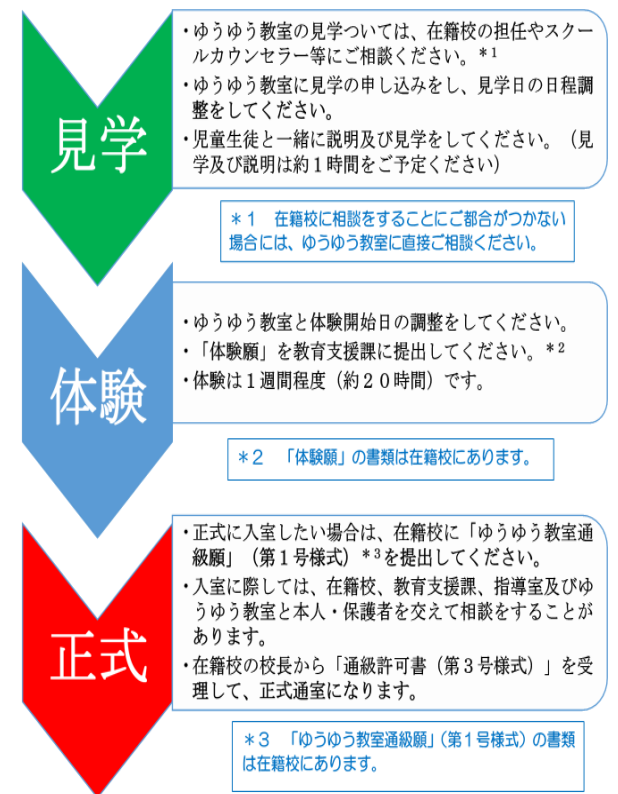 見学
・ゆうゆう教室の見学ついては、在籍校の担任やスクー
ルカウンセラー等にご相談ください。*1
・ゆうゆう教室に見学の申し込みをし、見学日の日程調
整をしてください。
・児童生徒と一緒に説明及び見学をしてください。（見
学及び説明は約１時間をご予定ください）
＊１　在籍校に相談をすることにご都合がつかない
場合には、ゆうゆう教室に直接ご相談ください。
体験
・ゆうゆう教室と体験開始日の調整をしてください。
・「体験願」を教育支援課に提出してください。*2
・体験は１週間程度（約２０時間）です。
＊２　「体験願」の書類は在籍校にあります。
正式
・正式に入室したい場合は、在籍校に「ゆうゆう教室通
級願」（第１号様式）*3を提出してください。
・入室に際しては、在籍校、教育支援課、指導室及びゆ
うゆう教室と本人・保護者を交えて相談をすることが
あります。
・在籍校の校長から「通級許可書（第３号様式）」を受
理して、正式通室になります。
＊３　「ゆうゆう教室通級願」（第１号様式）の書類
は在籍校にあります。